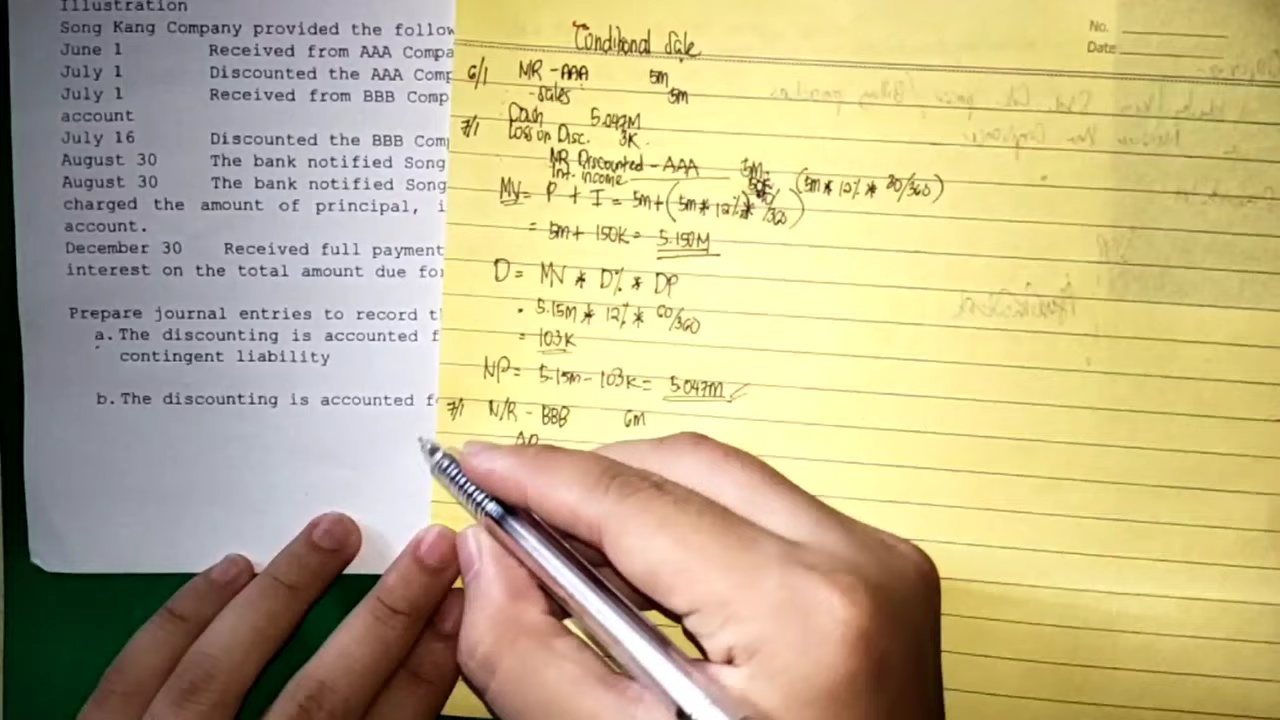 Illustration
Song Kang Company provided the follow
June 1 Received from AAA Compa
July 1 Discounted the AAA Comp
July 1 Received from BBB Comp
account
July 16 Discounted the BBB Com
August 30 The bank notified Song
August 30 The bank notified Song
charged the amount of principal, i
account.
December 30 Received full payment
interest on the total amount due for
Prepare journal entries to record t
a. The discounting is accounted f
contingent liability
b. The discounting is accounted f
No.
Date
Conditional Sale
6/1 NR - AAA 5m
Sales 5m
7/1 Cash 5.047M
Loss on Disc. 3K
NR Discounted - AAA 5M
Int. income 50K (5m * 12% * 30/360)
MV = P + I = 5m + (5m * 12% * 90/360)
= 5m + 150K = 5.150M
D = MV * D% * DP
= 5.15M * 12% * 60/360
= 103K
NP = 5.15m - 103K = 5.047M
7/1 N/R - BBB 6m
AR